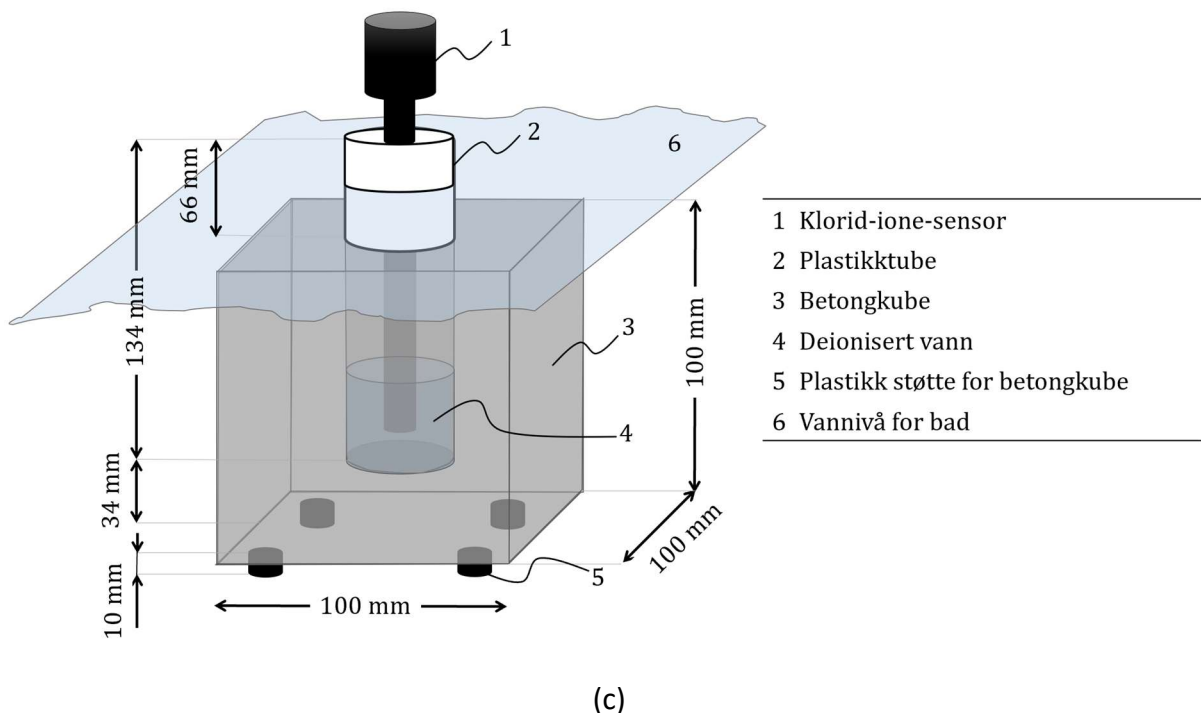 1
2
6
66 mm
134 mm
3
100 mm
4
34 mm
100 mm
5
10 mm
100 mm
1 Klorid-ione-sensor
2 Plastikktube
3 Betongkube
4 Deionisert vann
5 Plastikk støtte for betongkube
6 Vannivå for bad
(c)